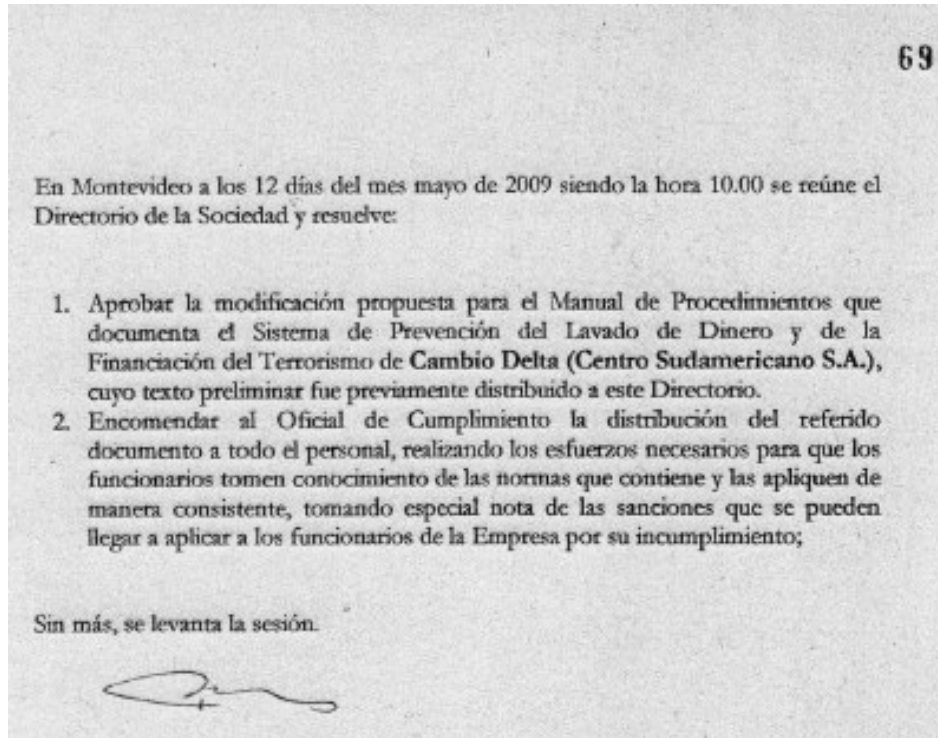 69
En Montevideo a los 12 días del mes mayo de 2009 siendo la hora 10.00 se reúne el
Directorio de la Sociedad y resuelve:
1. Aprobar la modificación propuesta para el Manual de Procedimientos que
documenta el Sistema de Prevención del Lavado de Dinero y de la
Financiación del Terrorismo de Cambio Delta (Centro Sudamericano S.A.),
cuyo texto preliminar fue previamente distribuido a este Directorio.
2. Encomendar al Oficial de Cumplimiento la distribución del referido
documento a todo el personal, realizando los esfuerzos necesarios para que los
funcionarios tomen conocimiento de las normas que contiene y las apliquen de
manera consistente, tomando especial nota de las sanciones que se pueden
llegar a aplicar a los funcionarios de la Empresa por su incumplimiento;
Sin más, se levanta la sesión.